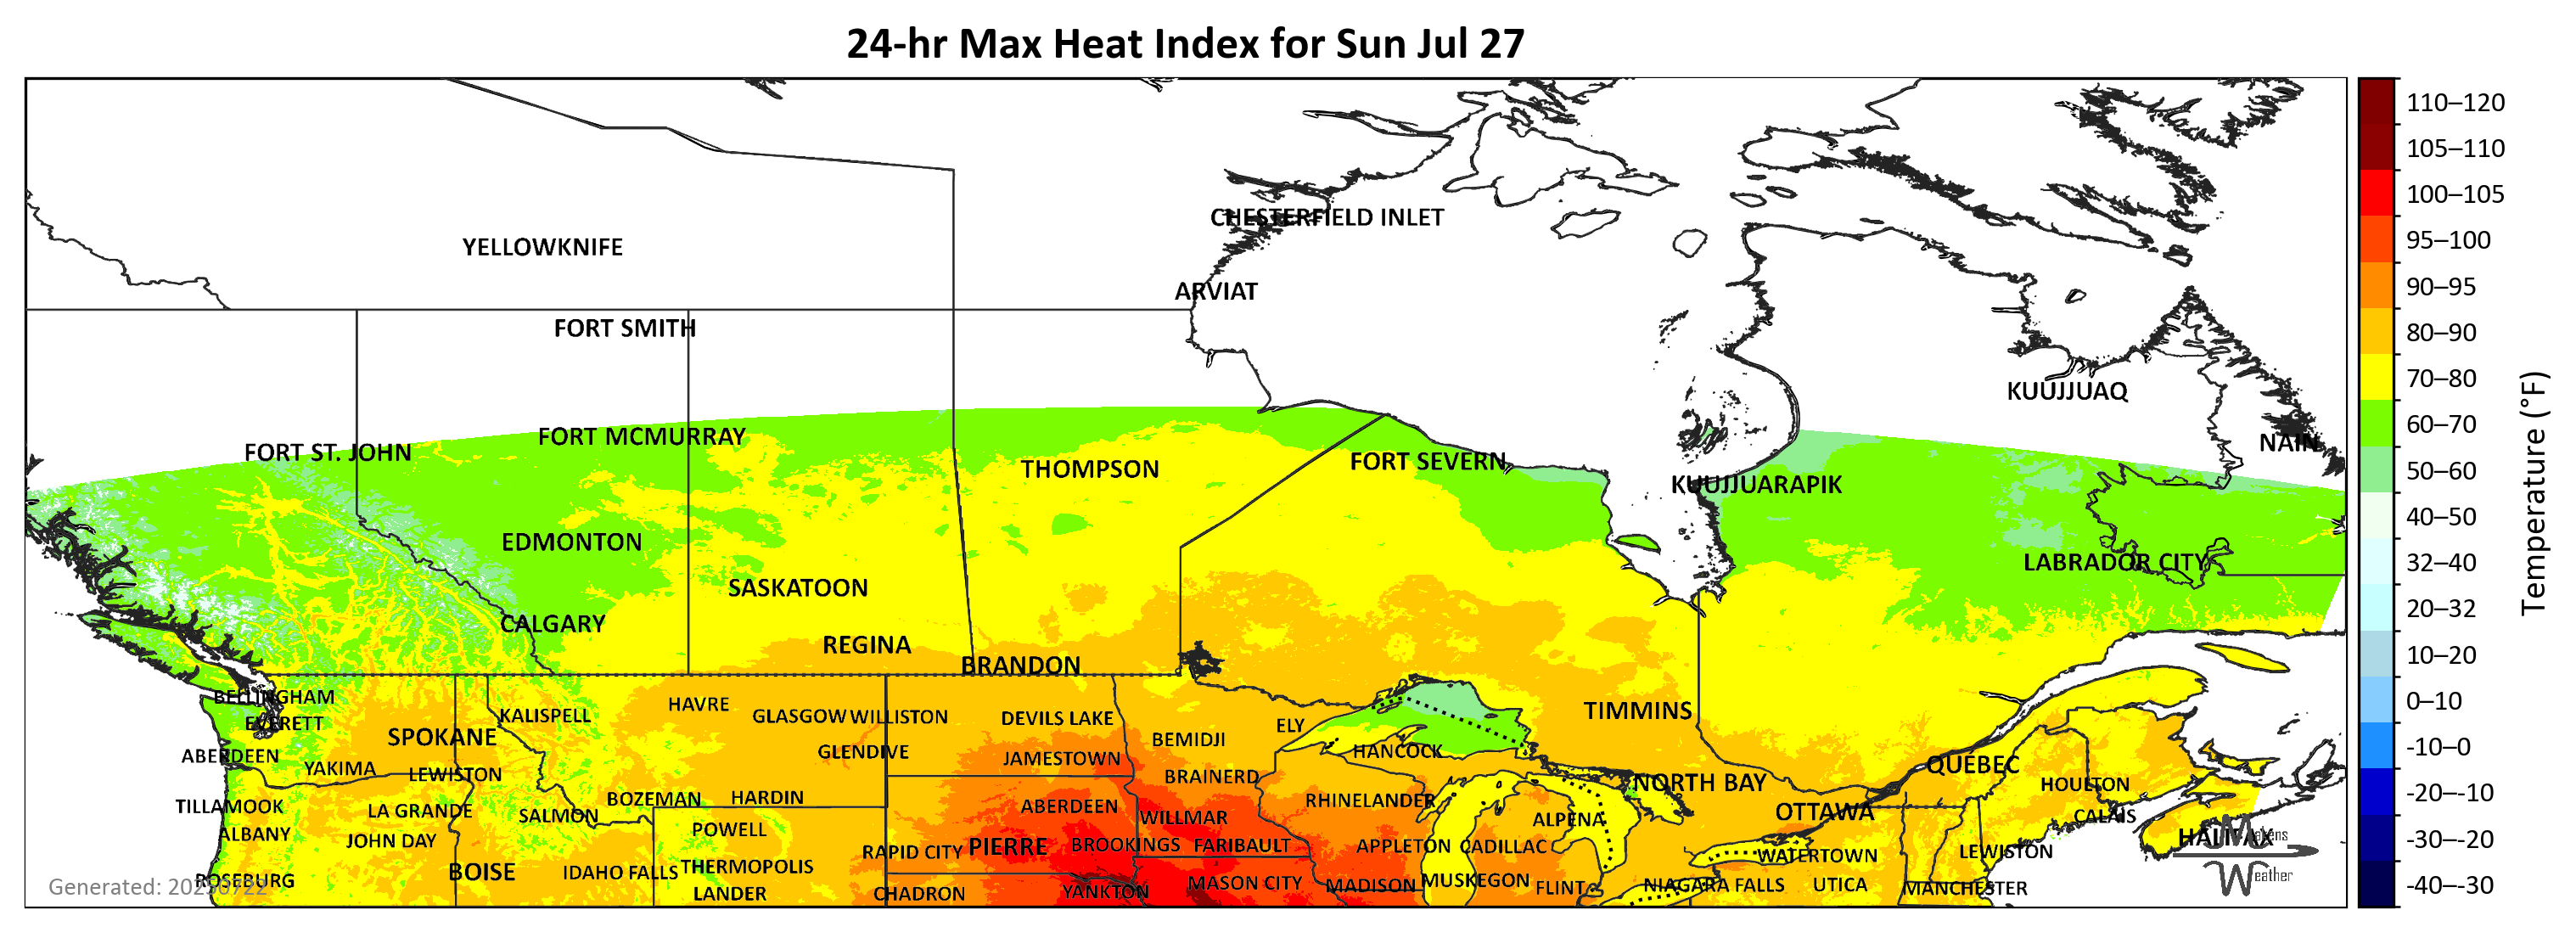 24-hr Max Heat Index for Sun Jul 27
110–120
105–110
CHESTERFIELD INLET
100–105
YELLOWKNIFE
95–100
ARVIAT
90–95
FORT SMITH
80–90
70–80
KUUJJUAQ
60–70
FORT MCMURRAY
NAIN
FORT ST. JOHN
THOMPSON
FORT SEVERN
50–60
KUUJJUARAPIK
40–50
EDMONTON
LABRADOR CITY
32–40
SASKATOON
20–32
CALGARY
REGINA
10–20
BRANDON
Temperature (°F)
BELLINGHAM
HAVRE
0–10
KALISPELL
GLASGOW
WILLISTON
DEVILS LAKE
TIMMINS
EVERETT
ELY
SPOKANE
BEMIDJI
-10–0
ABERDEEN
GLENDIVE
JAMESTOWN
HANCOCK
QUÉBEC
YAKIMA
LEWISTON
BRAINERD
NORTH BAY
HOULTON
-20–-10
TILLAMOOK
LA GRANDE
SALMON
BOZEMAN
HARDIN
ABERDEEN
WILLMAR
RHINELANDER
ALPENA
OTTAWA
CALAIS
ALBANY
JOHN DAY
POWELL
HALIFAX
Makens
-30–-20
RAPID CITY
PIERRE
BROOKINGS
FARIBAULT
APPLETON
CADILLAC
WATERTOWN
LEWISTON
BOISE
IDAHO FALLS
THERMOPOLIS
Weather
ROSEBURG
Generated: 20250722
LANDER
CHADRON
YANKTON
MASON CITY
MADISON
MUSKEGON
FLINT
NIAGARA FALLS
UTICA
MANCHESTER
-40–-30